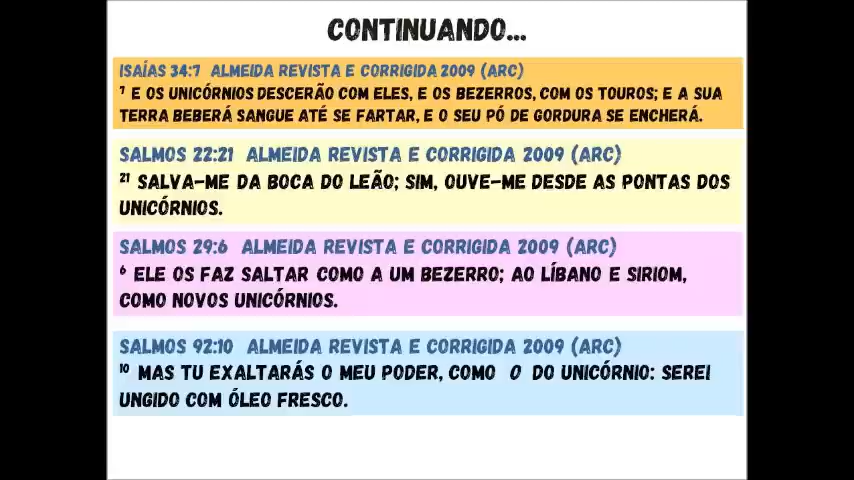 CONTINUANDO...
ISAÍAS 34:7 ALMEIDA REVISTA E CORRIGIDA 2009 (ARC)
7 E OS UNICÓRNIOS DESCERÃO COM ELES, E OS BEZERROS, COM OS TOUROS; E A SUA
TERRA BEBERÁ SANGUE ATÉ SE FARTAR, E O SEU PÓ DE GORDURA SE ENCHERÁ.
SALMOS 22:21 ALMEIDA REVISTA E CORRIGIDA 2009 (ARC)
21 SALVA-ME DA BOCA DO LEÃO; SIM, OUVE-ME DESDE AS PONTAS DOS
UNICÓRNIOS.
SALMOS 29:6 ALMEIDA REVISTA E CORRIGIDA 2009 (ARC)
6 ELE OS FAZ SALTAR COMO A UM BEZERRO; AO LÍBANO E SIRIOM,
COMO NOVOS UNICÓRNIOS.
SALMOS 92:10 ALMEIDA REVISTA E CORRIGIDA 2009 (ARC)
10 MAS TU EXALTARÁS O MEU PODER, COMO O DO UNICÓRNIO: SEREI
UNGIDO COM ÓLEO FRESCO.